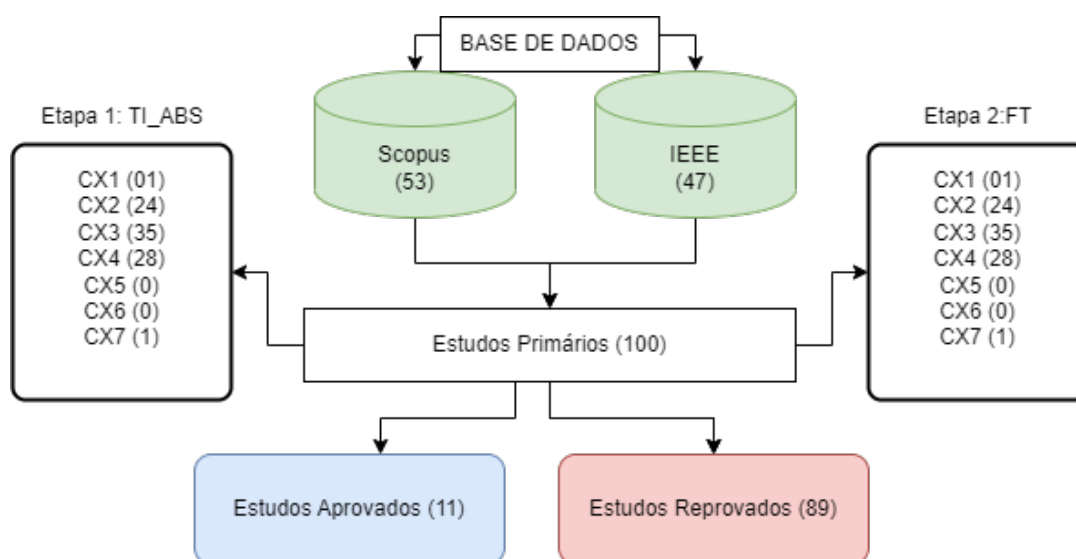 BASE DE DADOS
Etapa 1: TI_ABS
Etapa 2:FT
Scopus
(53)
IEEE
(47)
CX1 (01)
CX2 (24)
CX3 (35)
CX4 (28)
CX5 (0)
CX6 (0)
CX7 (1)
CX1 (01)
CX2 (24)
CX3 (35)
CX4 (28)
CX5 (0)
CX6 (0)
CX7 (1)
Estudos Primários (100)
Estudos Aprovados (11)
Estudos Reprovados (89)